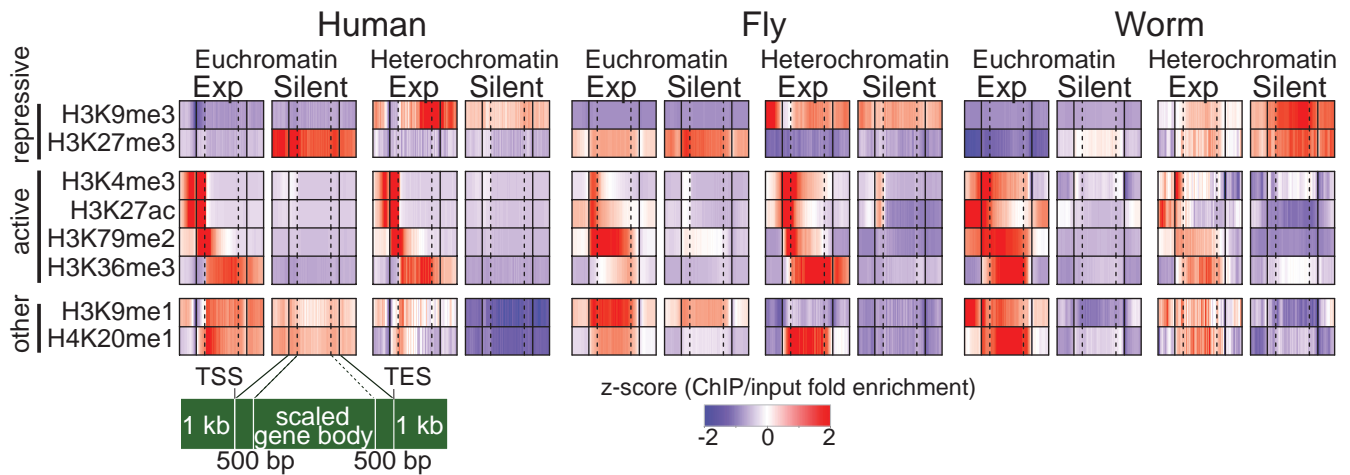 Human Fly Worm
Euchromatin Heterochromatin Euchromatin Heterochromatin Euchromatin Heterochromatin
Exp Silent Exp Silent Exp Silent Exp Silent Exp Silent Exp Silent
repressive
H3K9me3
H3K27me3
active
H3K4me3
H3K27ac
H3K79me2
H3K36me3
other
H3K9me1
H4K20me1
TSS TES
1 kb scaled gene body 1 kb
500 bp 500 bp
z-score (ChIP/input fold enrichment)
-2 0 2